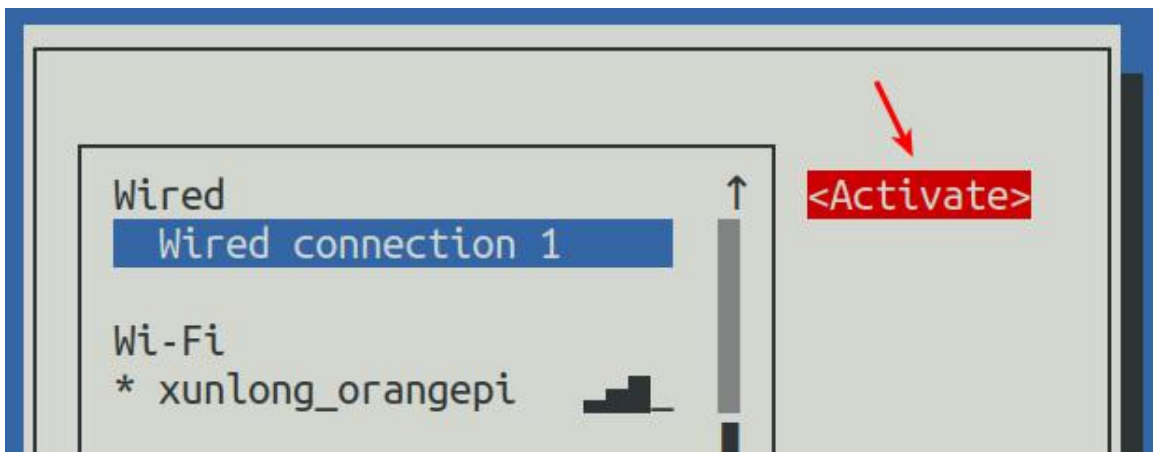 Wired
<Activate>
Wired connection 1
Wi-Fi
* xunlong_orangepi